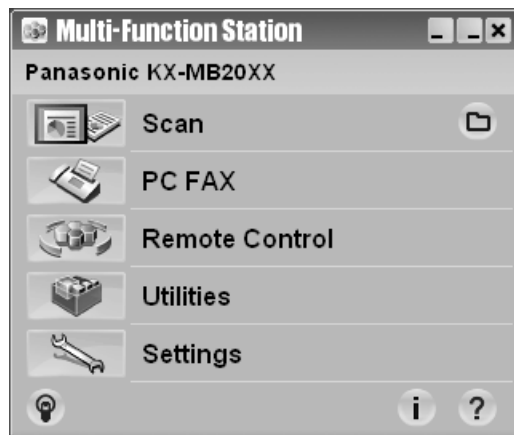 Multi-Function Station
Panasonic KX-MB20XX
Scan
PC FAX
Remote Control
Utilities
Settings
i ?